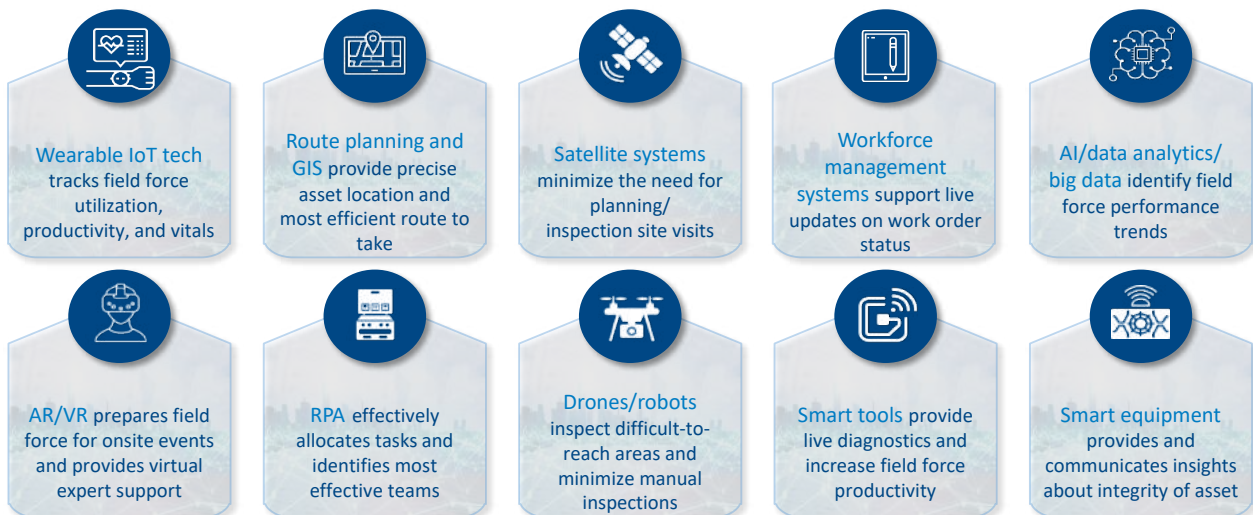 Wearable IoT tech
tracks field force
utilization,
productivity, and vitals
Route planning and
GIS provide precise
asset location and
most efficient route to
take
Satellite systems
minimize the need for
planning/
inspection site visits
Workforce
management
systems support live
updates on work order
status
AI/data analytics/
big data identify field
force performance
trends
AR/VR prepares field
force for onsite events
and provides virtual
expert support
RPA effectively
allocates tasks and
identifies most
effective teams
Drones/robots
inspect difficult-to-
reach areas and
minimize manual
inspections
Smart tools provide
live diagnostics and
increase field force
productivity
Smart equipment
provides and
communicates insights
about integrity of asset